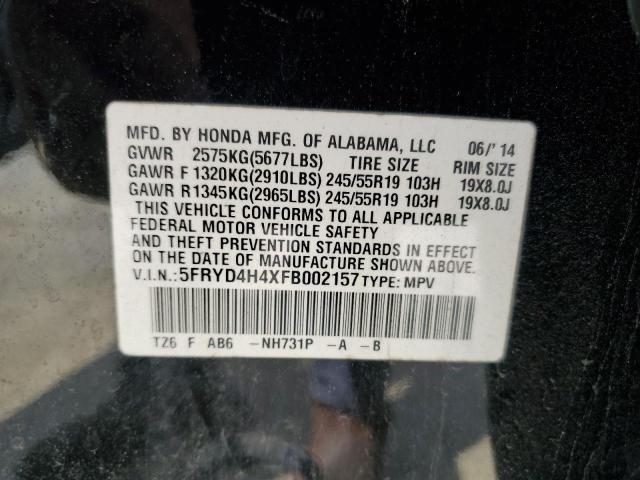 MFD. BY HONDA MFG. OF ALABAMA, LLC 06/'14
GVWR 2575KG(5677LBS) TIRE SIZE RIM SIZE
GAWR F 1320KG(2910LBS) 245/55R19 103H 19X8.0J
GAWR R 1345KG(2965LBS) 245/55R19 103H 19X8.0J
THIS VEHICLE CONFORMS TO ALL APPLICABLE
FEDERAL MOTOR VEHICLE SAFETY
AND THEFT PREVENTION STANDARDS IN EFFECT
ON THE DATE OF MANUFACTURE SHOWN ABOVE.
V.I.N.:5FRYD4H4XFB002157 TYPE: MPV
TZ6 F AB6 -NH731P -A -B